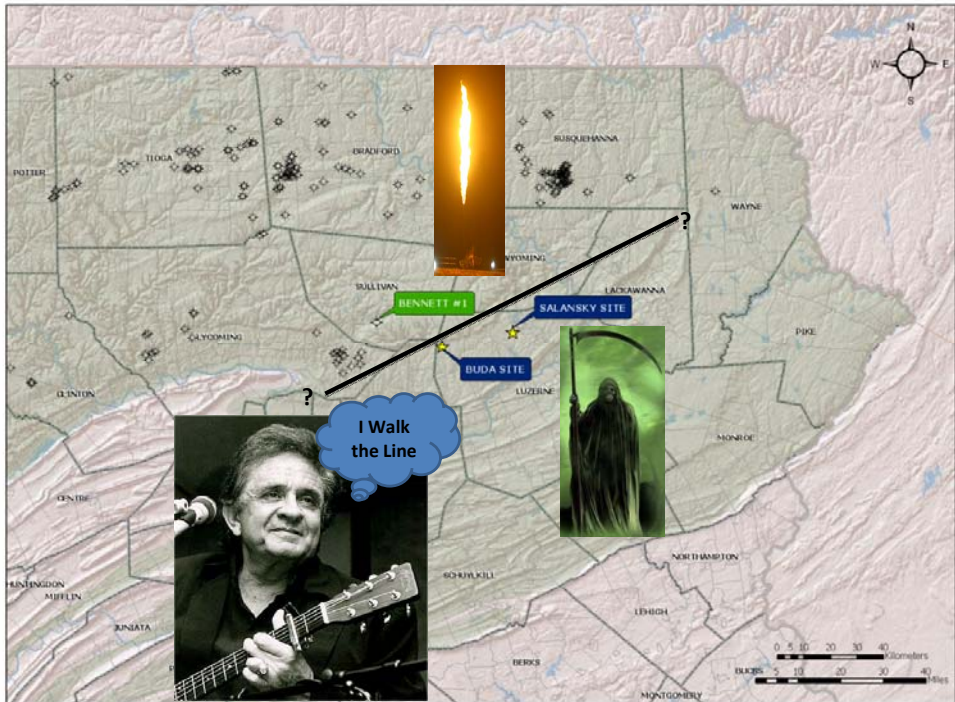 N
W E
S
SUSQUEHANNA
TIOGA
BRADFORD
POTTER
WAYNE
?
WYOMING
SULLIVAN
LACKAWANNA
BENNETT #1
SALANSKY SITE
PIKE
LYCOMING
BUDA SITE
LUZERNE
CLINTON
?
I Walk
the Line
MONROE
CENTRE
NORTHAMPTON
SCHUYLKILL
HUNTINGDON
MIFFLIN
LEHIGH
JUNIATA
0 5 10 20 30 40
Kilometers
BERKS
BUCKS
0 5 10 20 30 40
Miles
MONTGOMERY